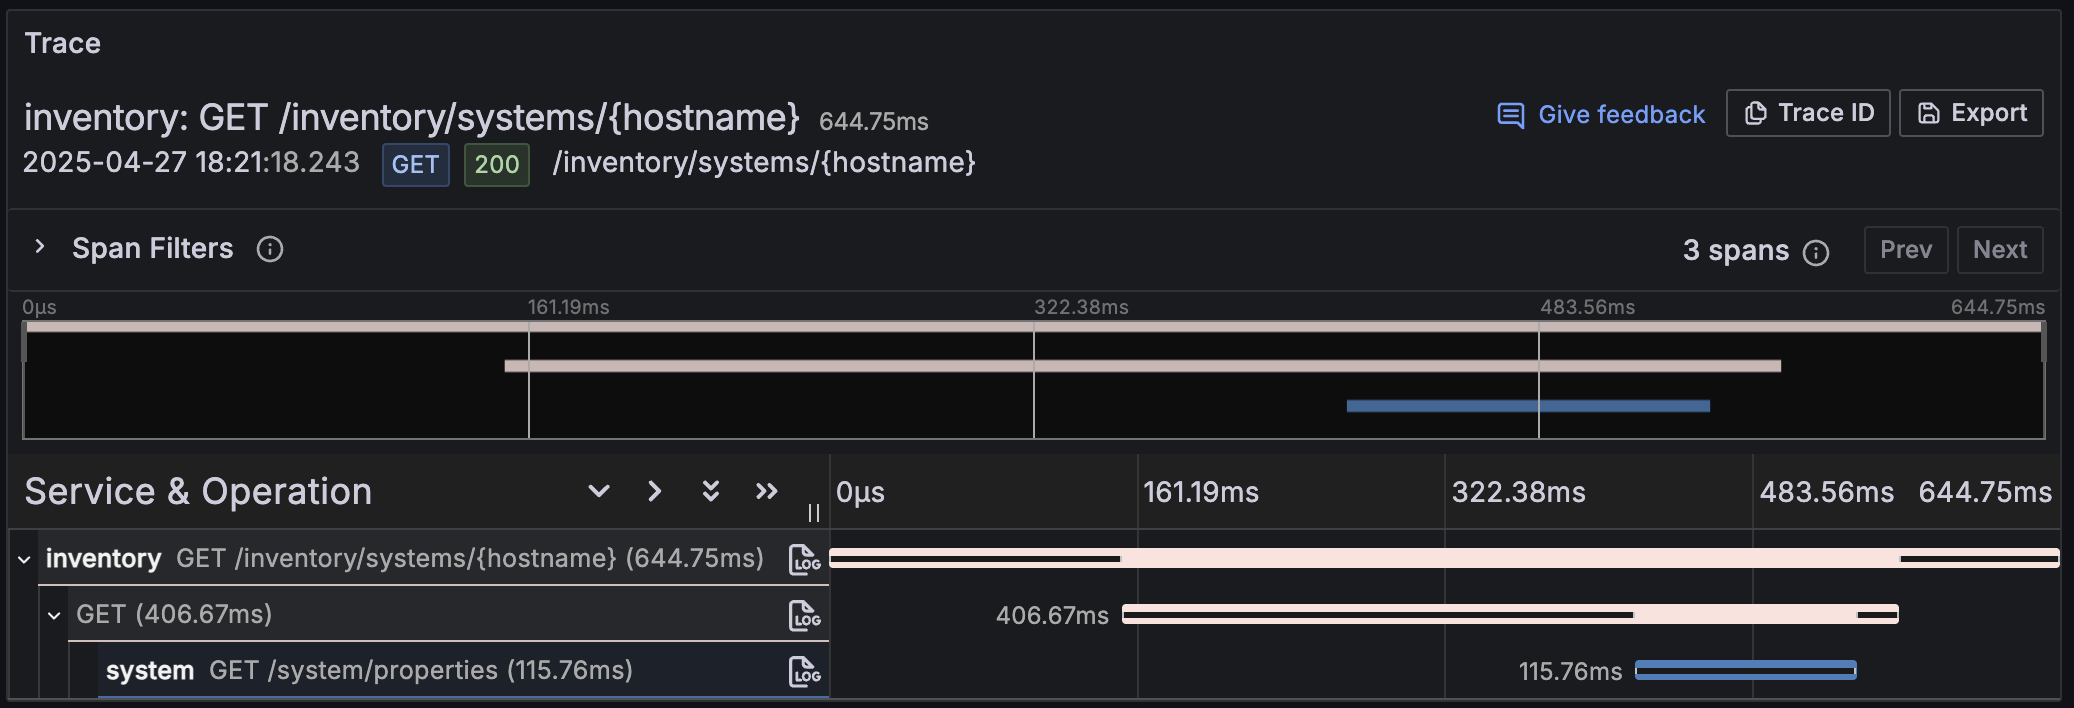 Trace
inventory: GET /inventory/systems/{hostname} 644.75ms
Give feedback
Trace ID
Export
2025-04-27 18:21:18.243 GET 200 /inventory/systems/{hostname}
Span Filters
3 spans
Prev
Next
0μs 161.19ms 322.38ms 483.56ms 644.75ms
Service & Operation
0μs 161.19ms 322.38ms 483.56ms 644.75ms
inventory GET /inventory/systems/{hostname} (644.75ms) LOG
GET (406.67ms) LOG 406.67ms
system GET /system/properties (115.76ms) LOG 115.76ms